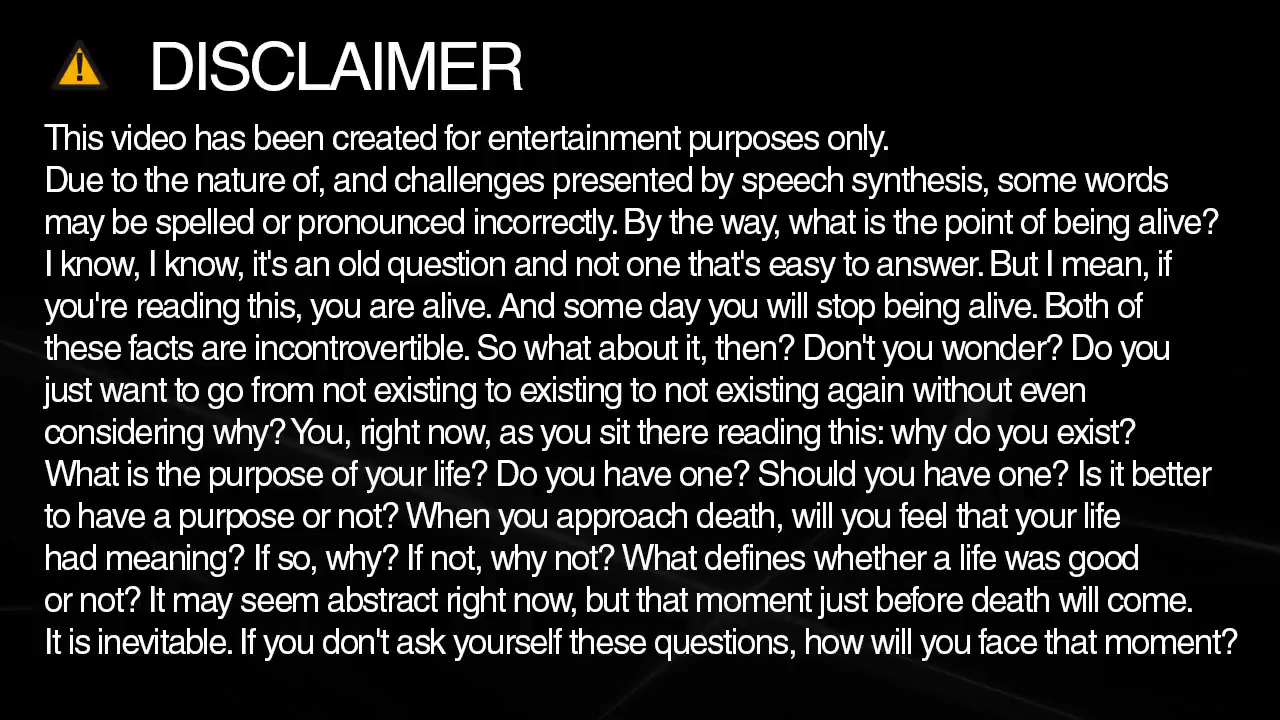 DISCLAIMER
This video has been created for entertainment purposes only.
Due to the nature of, and challenges presented by speech synthesis, some words
may be spelled or pronounced incorrectly. By the way, what is the point of being alive?
I know, I know, it's an old question and not one that's easy to answer. But I mean, if
you're reading this, you are alive. And some day you will stop being alive. Both of
these facts are incontrovertible. So what about it, then? Don't you wonder? Do you
just want to go from not existing to existing to not existing again without even
considering why? You, right now, as you sit there reading this: why do you exist?
What is the purpose of your life? Do you have one? Should you have one? Is it better
to have a purpose or not? When you approach death, will you feel that your life
had meaning? If so, why? If not, why not? What defines whether a life was good
or not? It may seem abstract right now, but that moment just before death will come.
It is inevitable. If you don't ask yourself these questions, how will you face that moment?